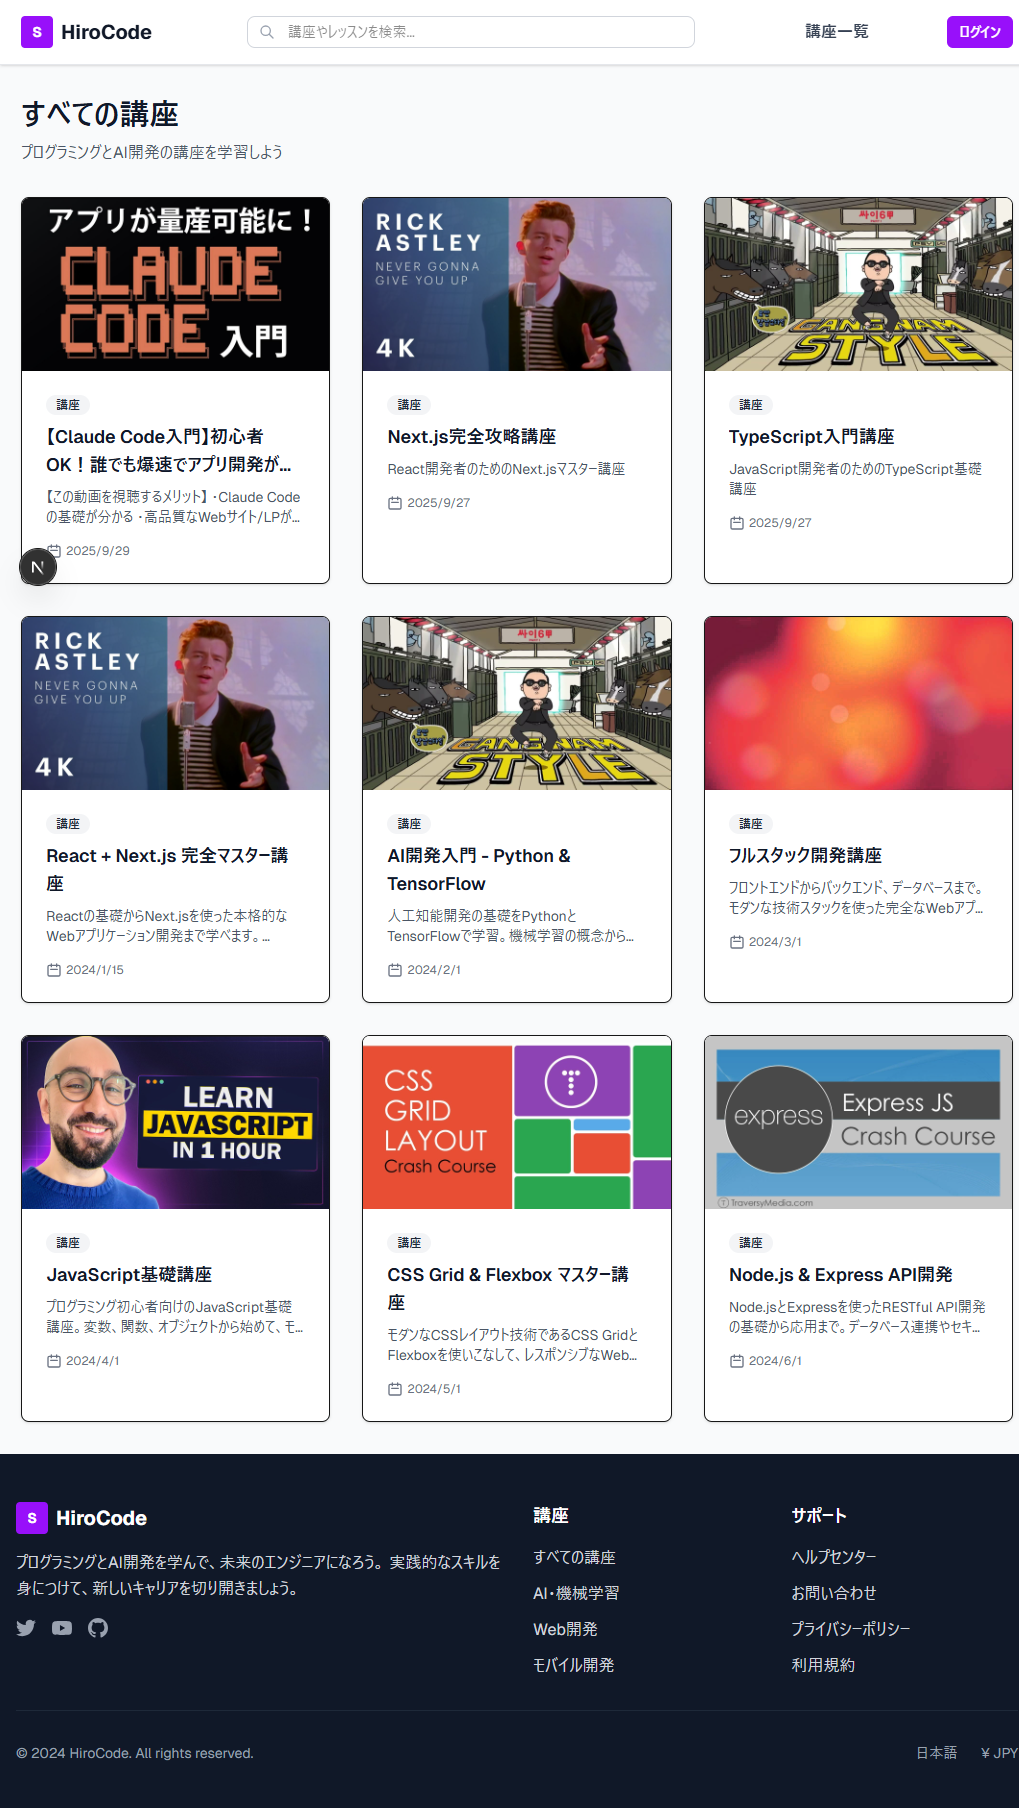 S HiroCode
講座やレッスンを検索...
講座一覧
ログイン
すべての講座
プログラミングとAI開発の講座を学習しよう
アプリが量産可能に！
CLAUDE
CODE 入門
講座
【Claude Code入門】初心者
OK！誰でも爆速でアプリ開発が...
【この動画を視聴するメリット】 ・Claude Code
の基礎が分かる ・高品質なWebサイト/LPが...
2025/9/29
N
RICK
ASTLEY
NEVER GONNA
GIVE YOU UP
4K
講座
Next.js完全攻略講座
React開発者のためのNext.jsマスター講座
2025/9/27
싸이6甲
GANGNAM
STYLE
講座
TypeScript入門講座
JavaScript開発者のためのTypeScript基礎
講座
2025/9/27
RICK
ASTLEY
NEVER GONNA
GIVE YOU UP
4K
講座
React + Next.js 完全マスター講
座
Reactの基礎からNext.jsを使った本格的な
Webアプリケーション開発まで学べます。...
2024/1/15
싸이6甲
GANGNAM
STYLE
講座
AI開発入門 - Python &
TensorFlow
人工知能開発の基礎をPythonと
TensorFlowで学習。機械学習の概念から...
2024/2/1
講座
フルスタック開発講座
フロントエンドからバックエンド、データベースまで。
モダンな技術スタックを使った完全なWebアプ...
2024/3/1
LEARN
JAVASCRIPT
IN 1 HOUR
講座
JavaScript基礎講座
プログラミング初心者向けのJavaScript基礎
講座。変数、関数、オブジェクトから始めて、モ...
2024/4/1
CSS
GRID
LAYOUT
Crash Course
講座
CSS Grid & Flexbox マスター講
座
モダンなCSSレイアウト技術であるCSS Gridと
Flexboxを使いこなして、レスポンシブなWeb...
2024/5/1
express
Express JS
Crash Course
TraversyMedia.com
講座
Node.js & Express API開発
Node.jsとExpressを使ったRESTful API開発
の基礎から応用まで。データベース連携やセキ...
2024/6/1
S HiroCode
プログラミングとAI開発を学んで、未来のエンジニアになろう。 実践的なスキルを
身につけて、新しいキャリアを切り開きましょう。
講座
すべての講座
AI・機械学習
Web開発
モバイル開発
サポート
ヘルプセンター
お問い合わせ
プライバシーポリシー
利用規約
© 2024 HiroCode. All rights reserved.
日本語
¥ JPY